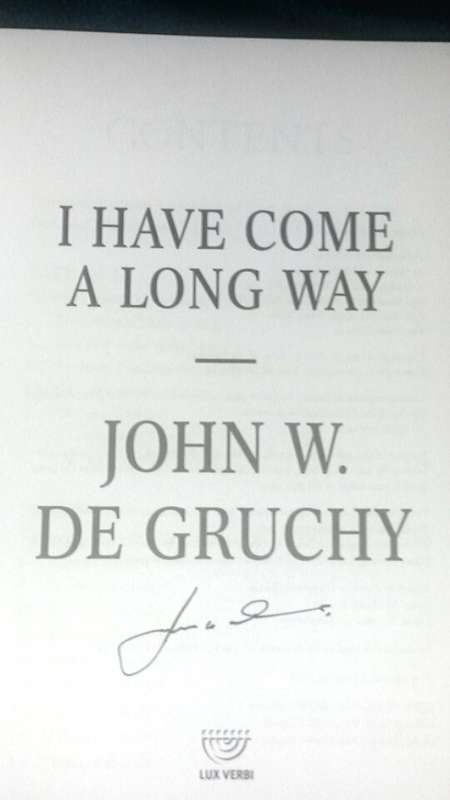 I HAVE COME
A LONG WAY
JOHN W.
DE GRUCHY
LUX VERBI